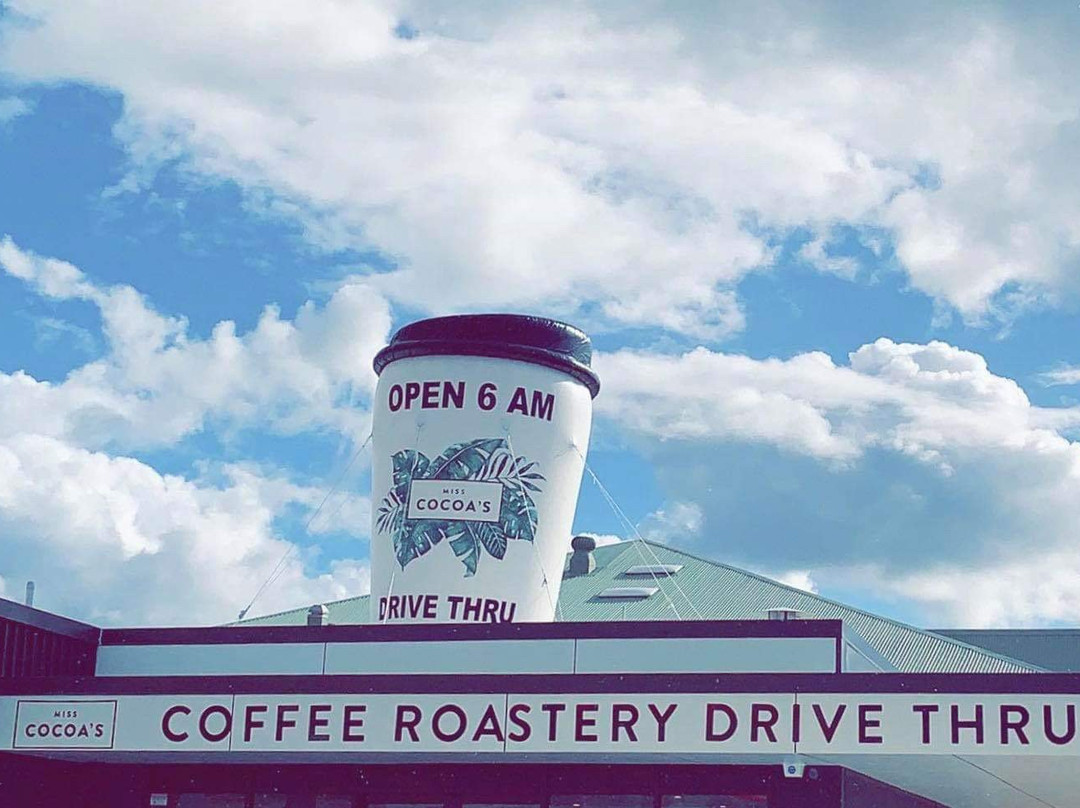 OPEN 6 AM
MISS
COCOA'S
DRIVE THRU
MISS
COCOA'S
COFFEE ROASTERY DRIVE THRU